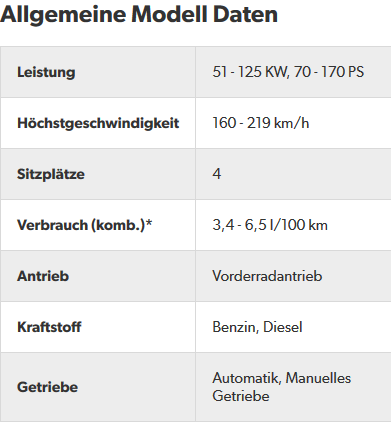 Allgemeine Modell Daten
Leistung 51 - 125 KW, 70 - 170 PS
Höchstgeschwindigkeit 160 - 219 km/h
Sitzplätze 4
Verbrauch (komb.)* 3,4 - 6,5 l/100 km
Antrieb Vorderradantrieb
Kraftstoff Benzin, Diesel
Getriebe Automatik, Manuelles
Getriebe